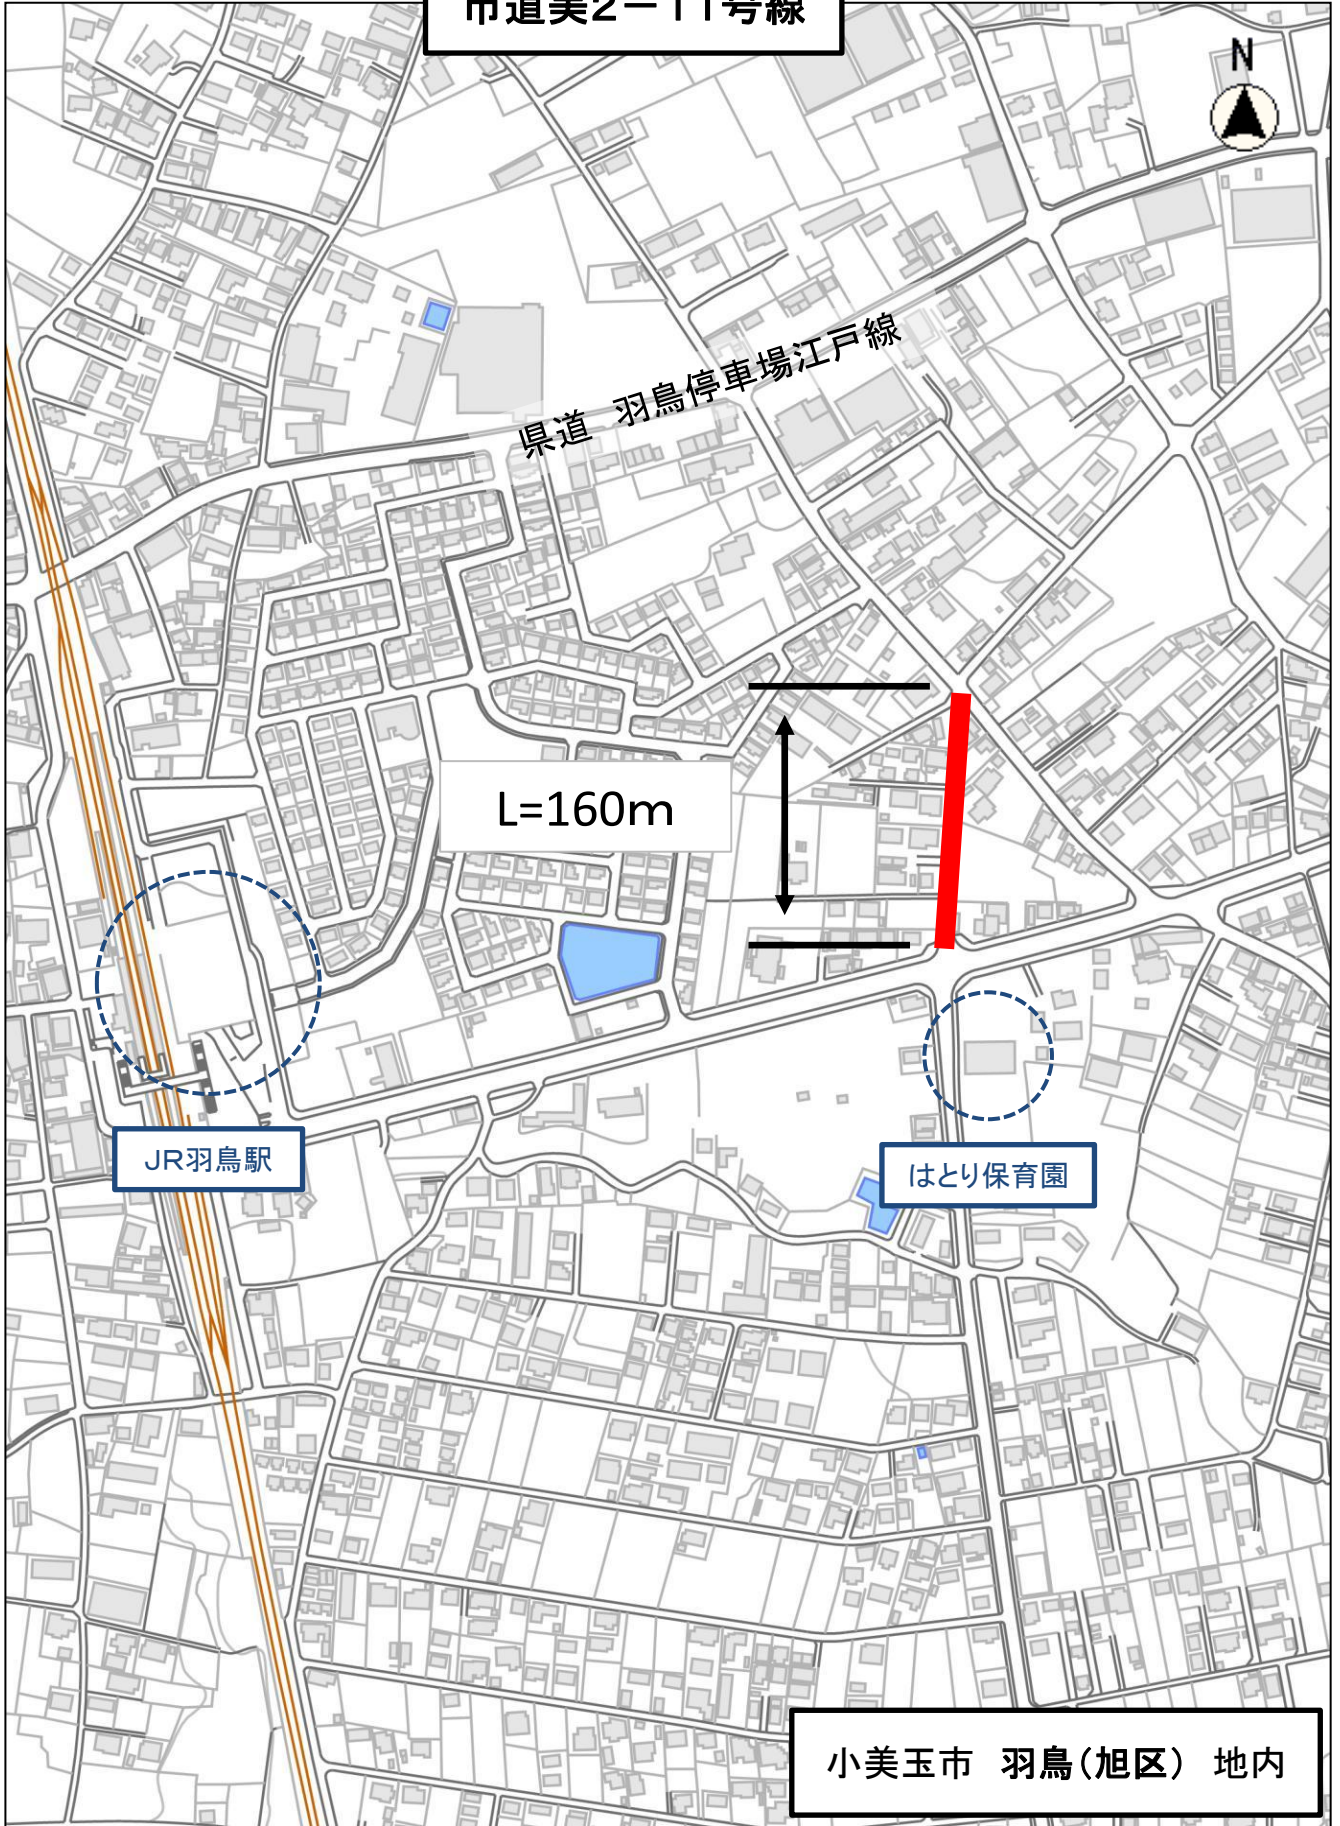 市道美2－11号線
N
県道　羽鳥停車場江戸線
L=160m
JR羽鳥駅
はとり保育園
小美玉市　羽鳥（旭区）　地内